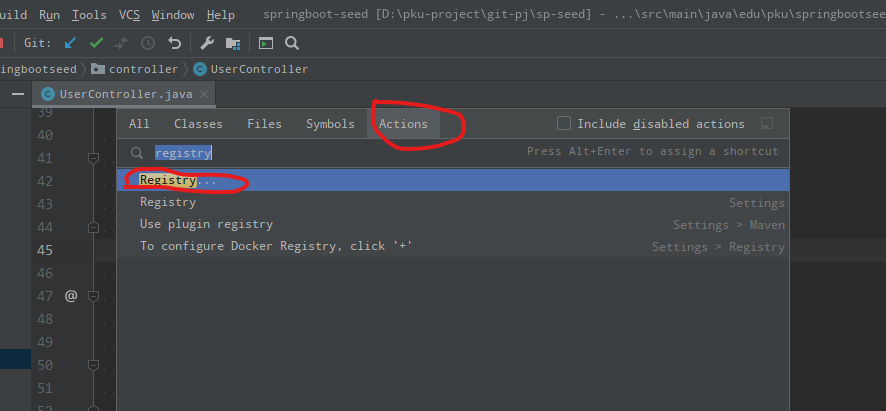 uild Run Tools VCS Window Help springboot-seed [D:\pku-project\git-pj\sp-seed] - ...\src\main\java\edu\pku\springbootsee
Git:
ingbootseed controller UserController
UserController.java
39
All Classes Files Symbols Actions Include disabled actions
40
registry Press Alt+Enter to assign a shortcut
41
42 Registry...
43 Registry Settings
44 Use plugin registry Settings > Maven
45 To configure Docker Registry, click '+' Settings > Registry
46
47 @
48
49
50
51